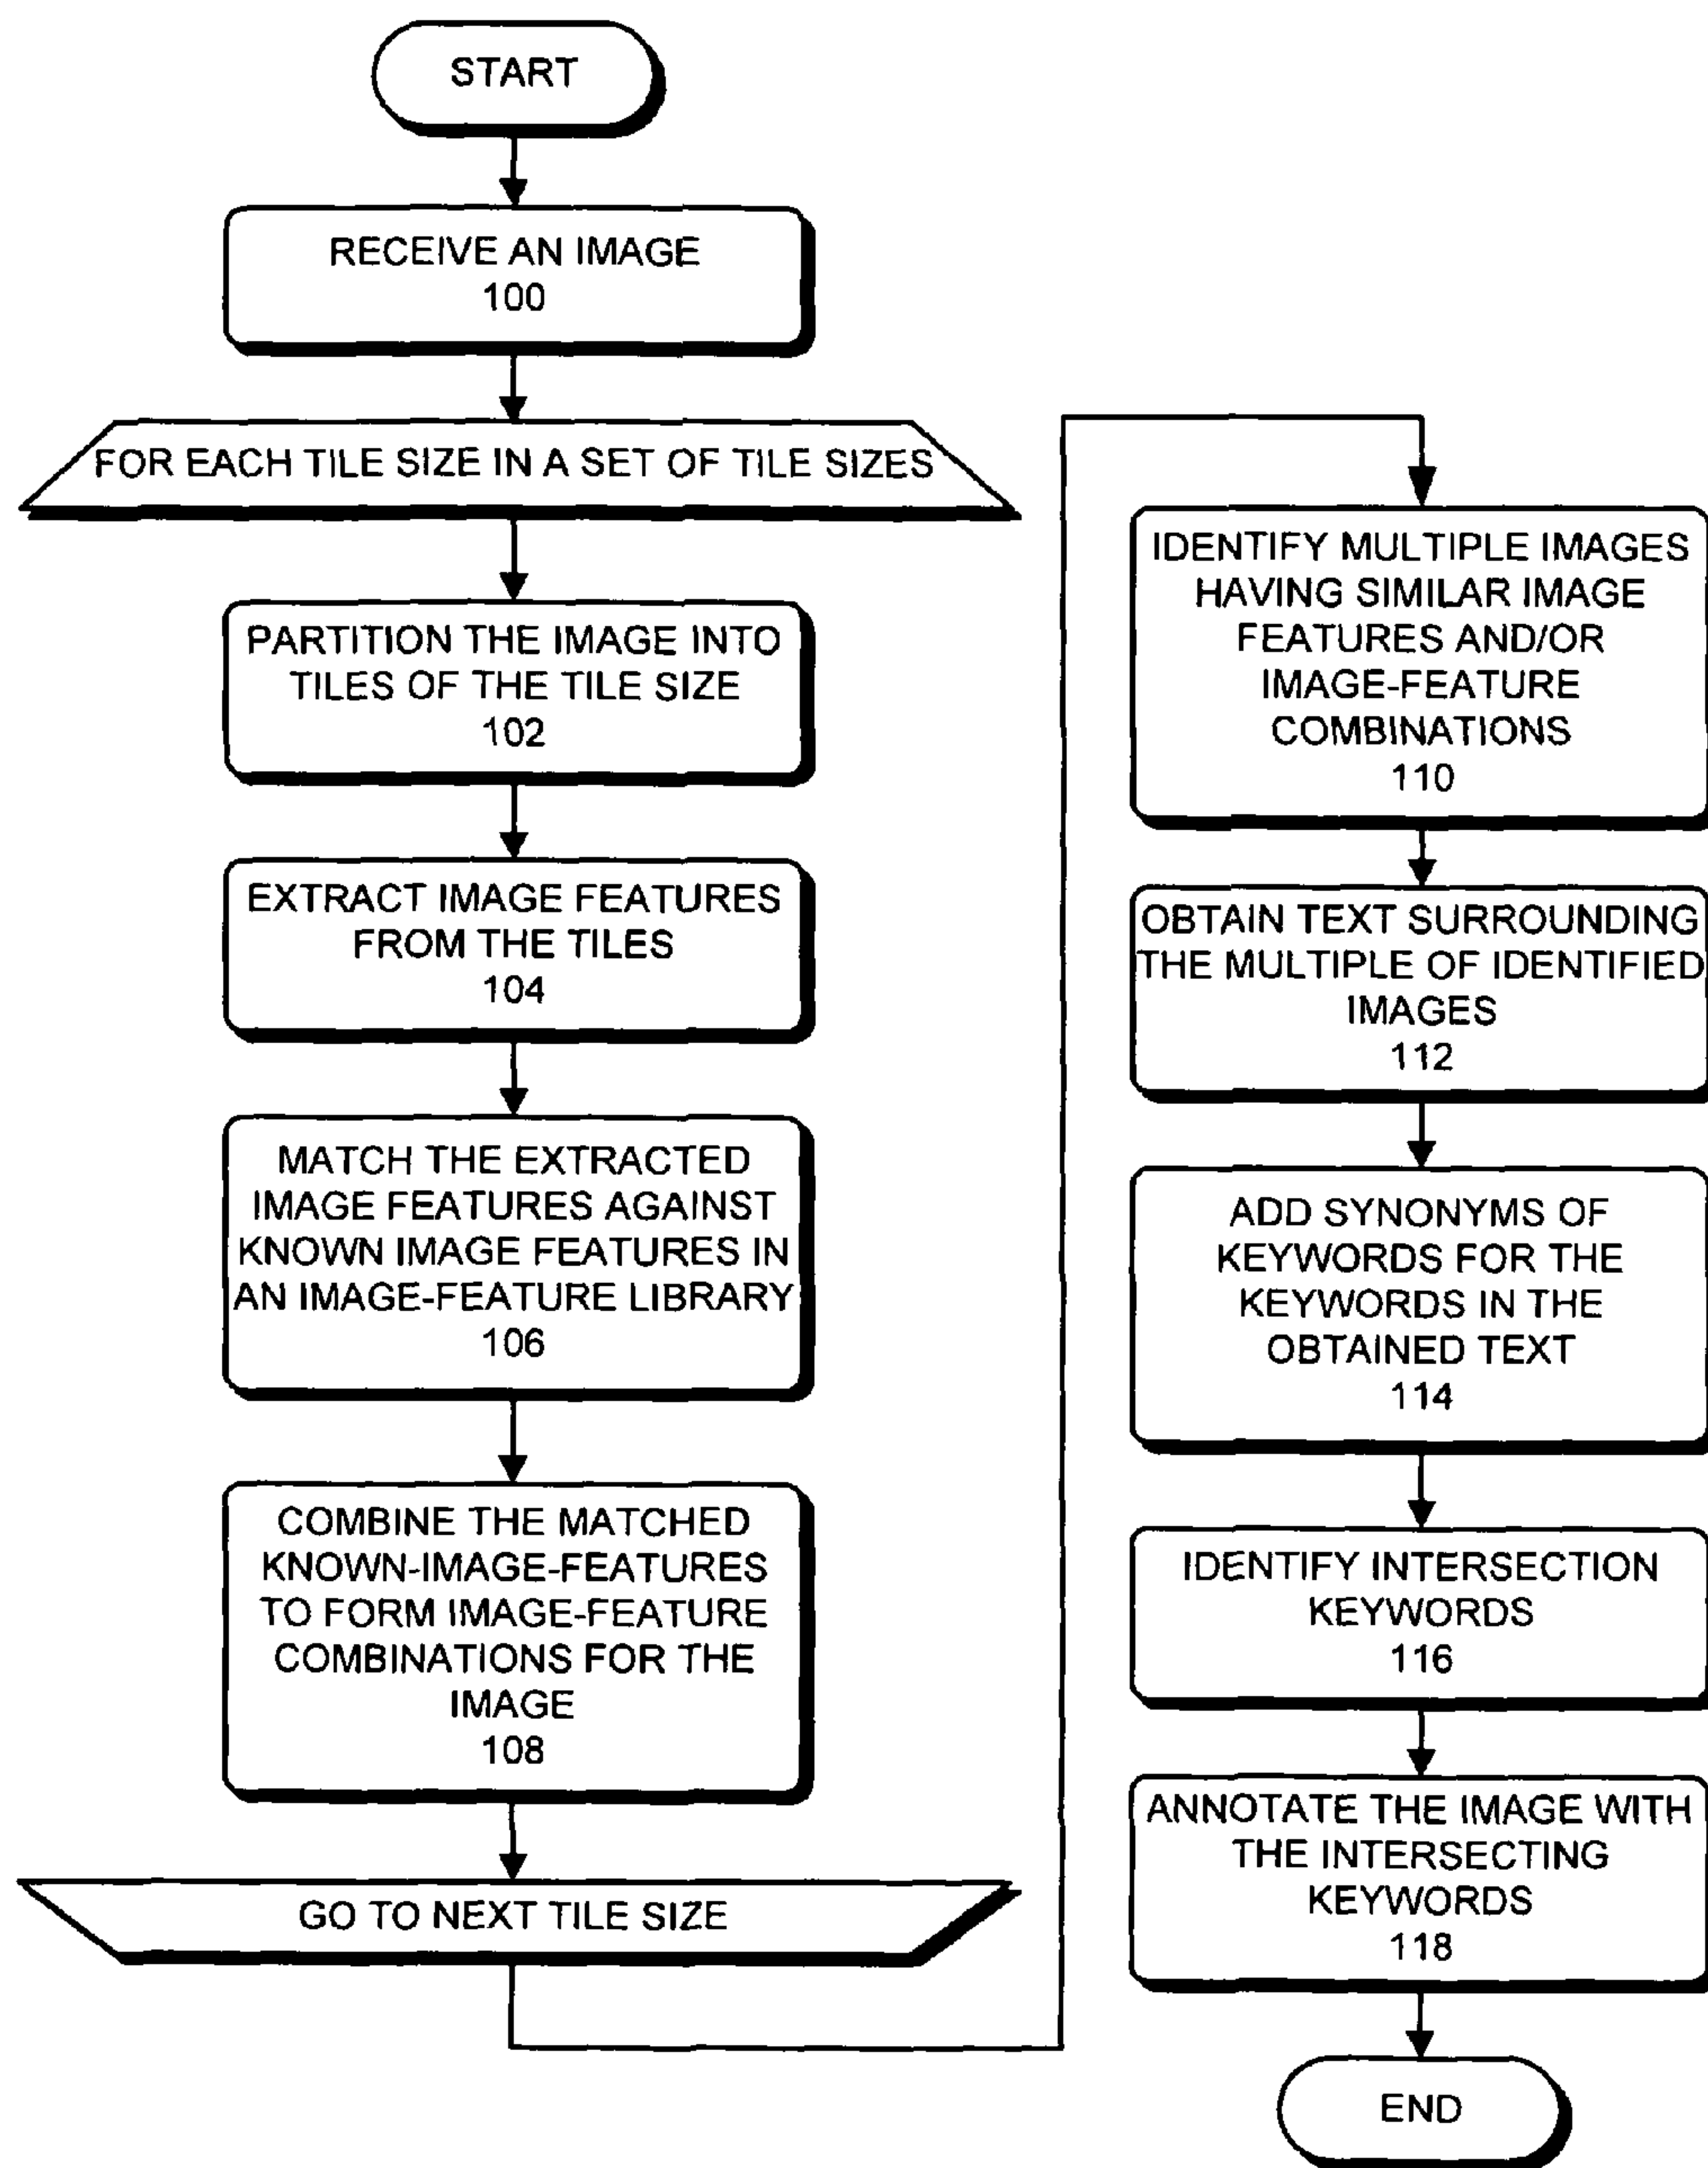 START
RECEIVE AN IMAGE
100
FOR EACH TILE SIZE IN A SET OF TILE SIZES
PARTITION THE IMAGE INTO
TILES OF THE TILE SIZE
102
EXTRACT IMAGE FEATURES
FROM THE TILES
104
MATCH THE EXTRACTED
IMAGE FEATURES AGAINST
KNOWN IMAGE FEATURES IN
AN IMAGE-FEATURE LIBRARY
106
COMBINE THE MATCHED
KNOWN-IMAGE-FEATURES
TO FORM IMAGE-FEATURE
COMBINATIONS FOR THE
IMAGE
108
GO TO NEXT TILE SIZE
IDENTIFY MULTIPLE IMAGES
HAVING SIMILAR IMAGE
FEATURES AND/OR
IMAGE-FEATURE
COMBINATIONS
110
OBTAIN TEXT SURROUNDING
THE MULTIPLE OF IDENTIFIED
IMAGES
112
ADD SYNONYMS OF
KEYWORDS FOR THE
KEYWORDS IN THE
OBTAINED TEXT
114
IDENTIFY INTERSECTION
KEYWORDS
116
ANNOTATE THE IMAGE WITH
THE INTERSECTING
KEYWORDS
118
END